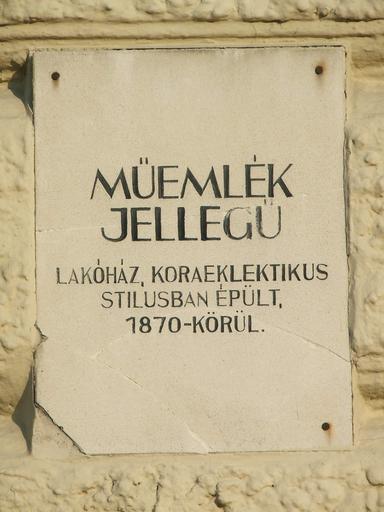 MŰEMLÉK
JELLEGŰ
LAKÓHÁZ, KORAEKLEKTIKUS
STILUSBAN ÉPÜLT,
1870-KÖRÜL.